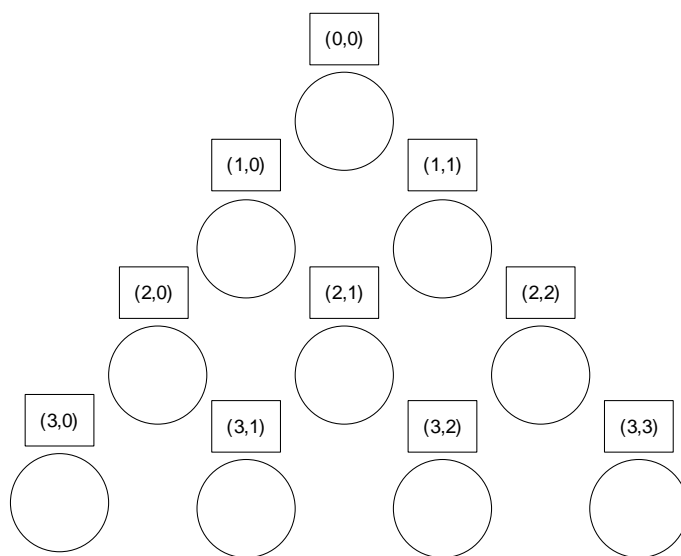 (0,0)
(1,0) (1,1)
(2,0) (2,1) (2,2)
(3,0) (3,1) (3,2) (3,3)